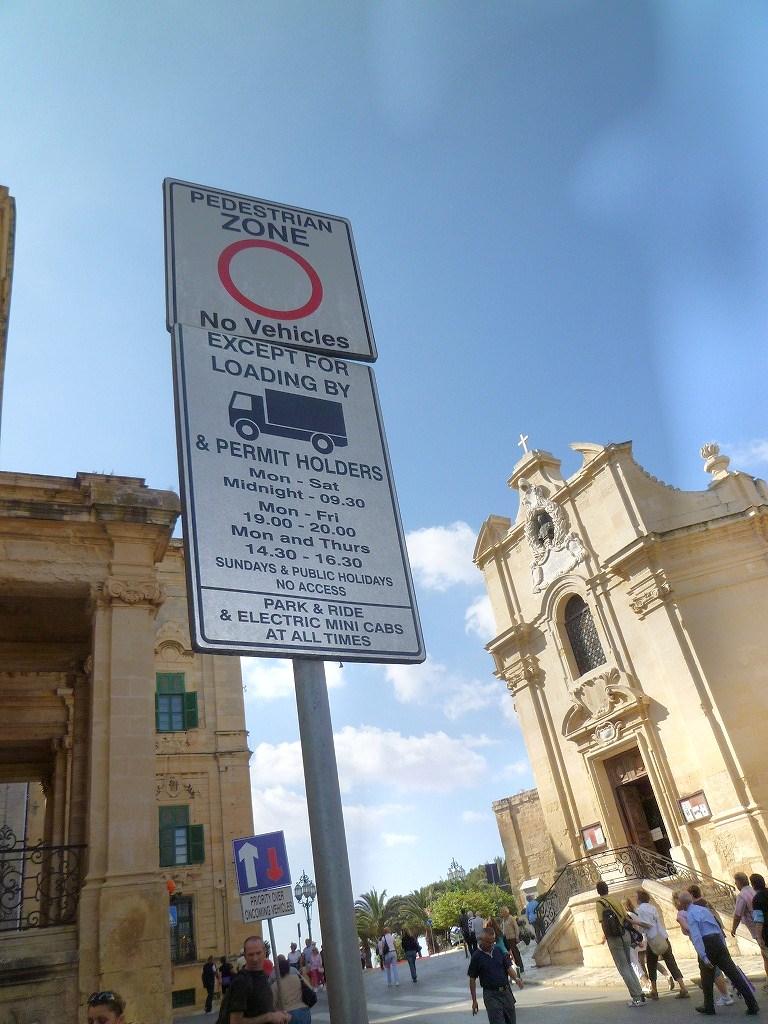 PEDESTRIAN
ZONE
No Vehicles
EXCEPT FOR
LOADING BY
& PERMIT HOLDERS
Mon - Sat
Midnight - 09.30
Mon - Fri
19.00 - 20.00
Mon and Thurs
14.30 - 16.30
SUNDAYS & PUBLIC HOLIDAYS
NO ACCESS
PARK & RIDE
& ELECTRIC MINI CABS
AT ALL TIMES
PRIORITY OVER
ONCOMING VEHICLES